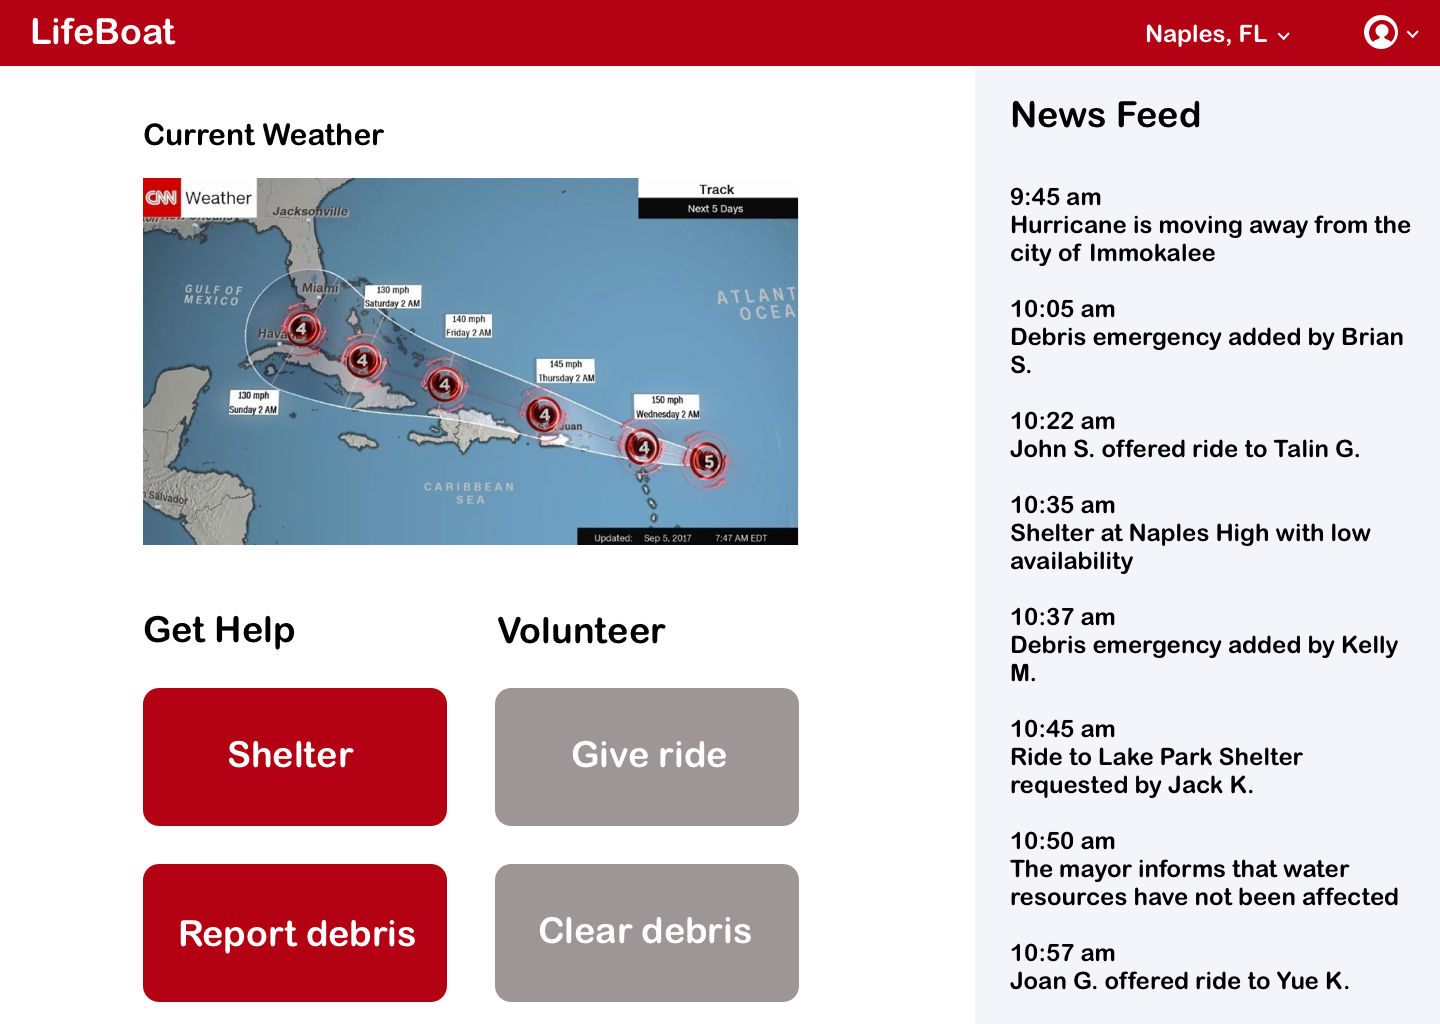 LifeBoat
Naples, FL
Current Weather
CNN Weather
Track
Next 5 Days
Jacksonville
GULF OF
MEXICO
Miami
ATLANT
OCEA
130 mph
Saturday 2 AM
140 mph
Friday 2 AM
145 mph
Thursday 2 AM
150 mph
Wednesday 2 AM
130 mph
Sunday 2 AM
4
4
4
4
4
5
Juan
CARIBBEAN
SEA
Salvador
Updated: Sep 5, 2017 7:47 AM EDT
Get Help
Volunteer
Shelter
Give ride
Report debris
Clear debris
News Feed
9:45 am
Hurricane is moving away from the
city of Immokalee
10:05 am
Debris emergency added by Brian
S.
10:22 am
John S. offered ride to Talin G.
10:35 am
Shelter at Naples High with low
availability
10:37 am
Debris emergency added by Kelly
M.
10:45 am
Ride to Lake Park Shelter
requested by Jack K.
10:50 am
The mayor informs that water
resources have not been affected
10:57 am
Joan G. offered ride to Yue K.